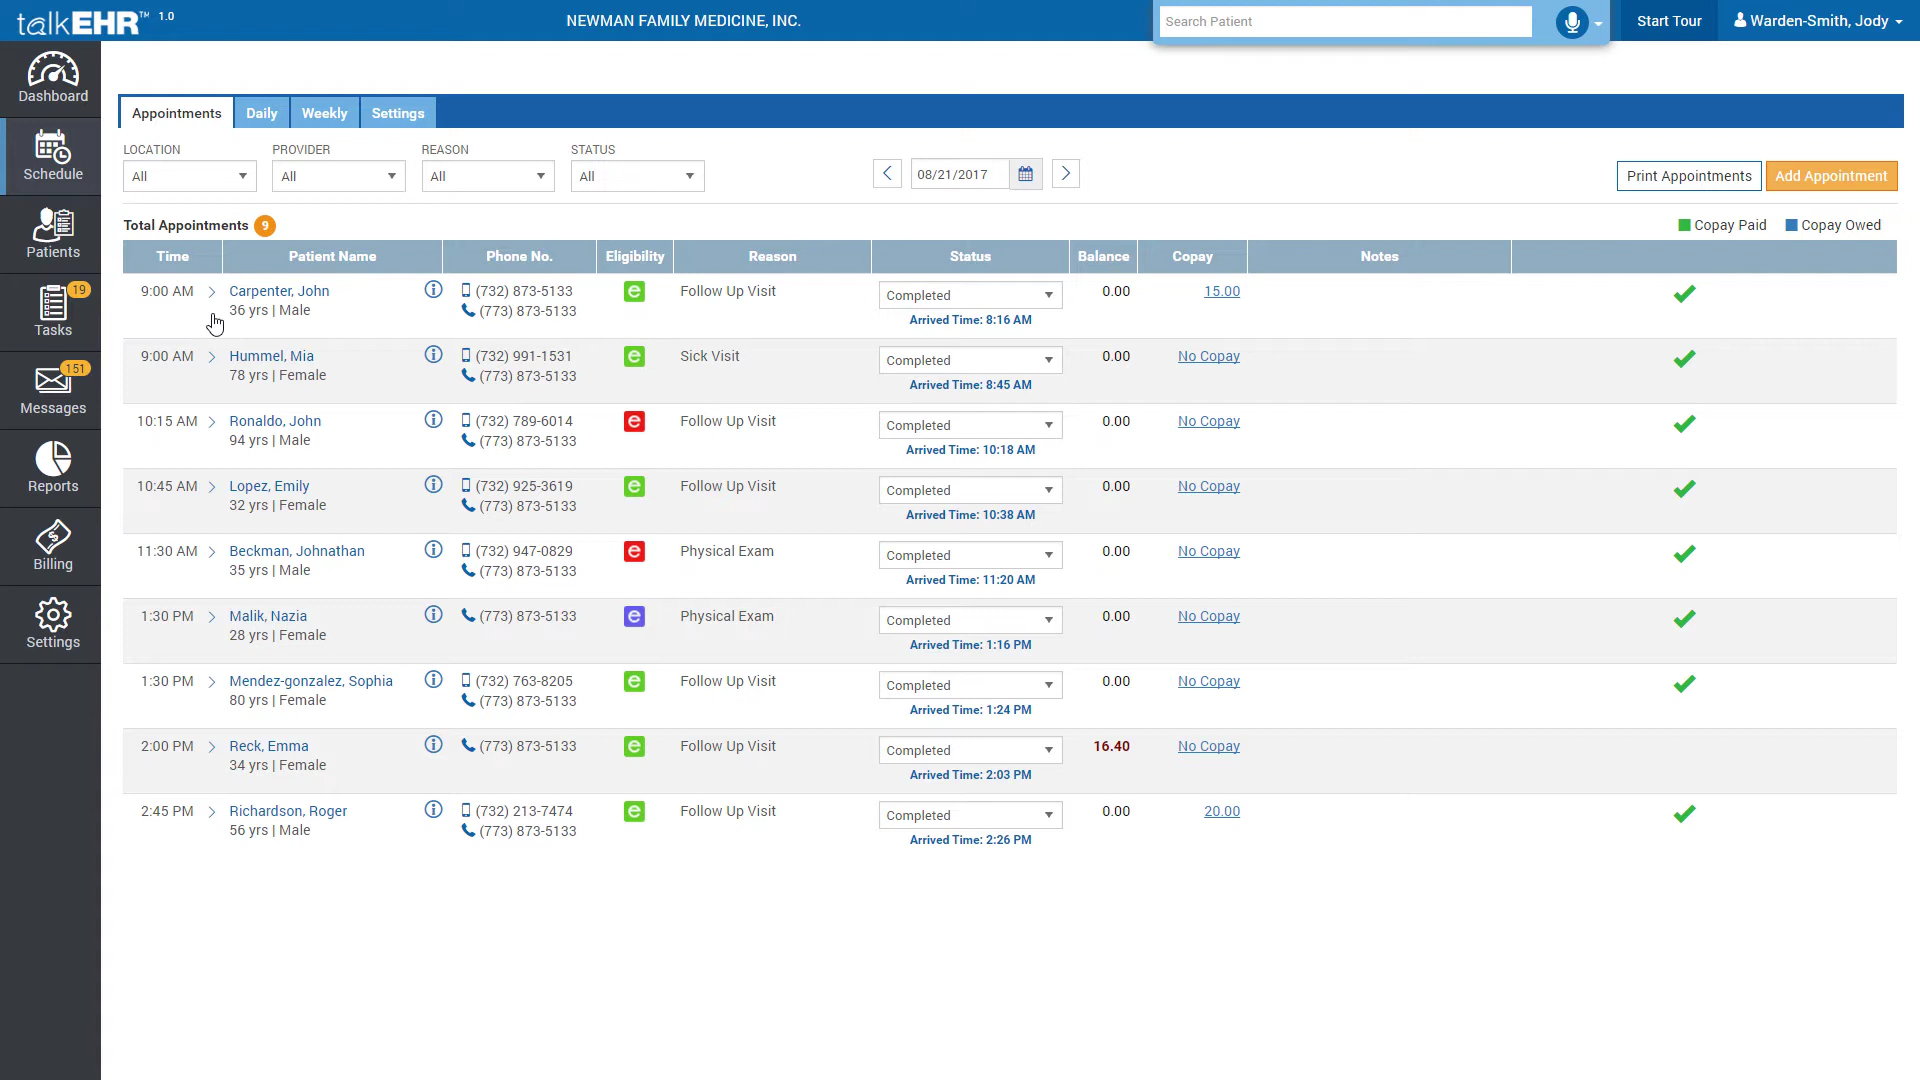 talkEHR™ 1.0
NEWMAN FAMILY MEDICINE, INC.
Search Patient
Start Tour
Warden-Smith, Jody
Dashboard
Schedule
Patients
19
Tasks
151
Messages
Reports
Billing
Settings
Appointments Daily Weekly Settings
LOCATION PROVIDER REASON STATUS
All All All All
08/21/2017
Print Appointments Add Appointment
Total Appointments 9
Copay Paid Copay Owed
Time Patient Name Phone No. Eligibility Reason Status Balance Copay Notes
9:00 AM Carpenter, John (732) 873-5133 e Follow Up Visit Completed 0.00 15.00
36 yrs | Male (773) 873-5133 Arrived Time: 8:16 AM
9:00 AM Hummel, Mia (732) 991-1531 e Sick Visit Completed 0.00 No Copay
78 yrs | Female (773) 873-5133 Arrived Time: 8:45 AM
10:15 AM Ronaldo, John (732) 789-6014 e Follow Up Visit Completed 0.00 No Copay
94 yrs | Male (773) 873-5133 Arrived Time: 10:18 AM
10:45 AM Lopez, Emily (732) 925-3619 e Follow Up Visit Completed 0.00 No Copay
32 yrs | Female (773) 873-5133 Arrived Time: 10:38 AM
11:30 AM Beckman, Johnathan (732) 947-0829 e Physical Exam Completed 0.00 No Copay
35 yrs | Male (773) 873-5133 Arrived Time: 11:20 AM
1:30 PM Malik, Nazia (773) 873-5133 e Physical Exam Completed 0.00 No Copay
28 yrs | Female Arrived Time: 1:16 PM
1:30 PM Mendez-gonzalez, Sophia (732) 763-8205 e Follow Up Visit Completed 0.00 No Copay
80 yrs | Female (773) 873-5133 Arrived Time: 1:24 PM
2:00 PM Reck, Emma (773) 873-5133 e Follow Up Visit Completed 16.40 No Copay
34 yrs | Female Arrived Time: 2:03 PM
2:45 PM Richardson, Roger (732) 213-7474 e Follow Up Visit Completed 0.00 20.00
56 yrs | Male (773) 873-5133 Arrived Time: 2:26 PM